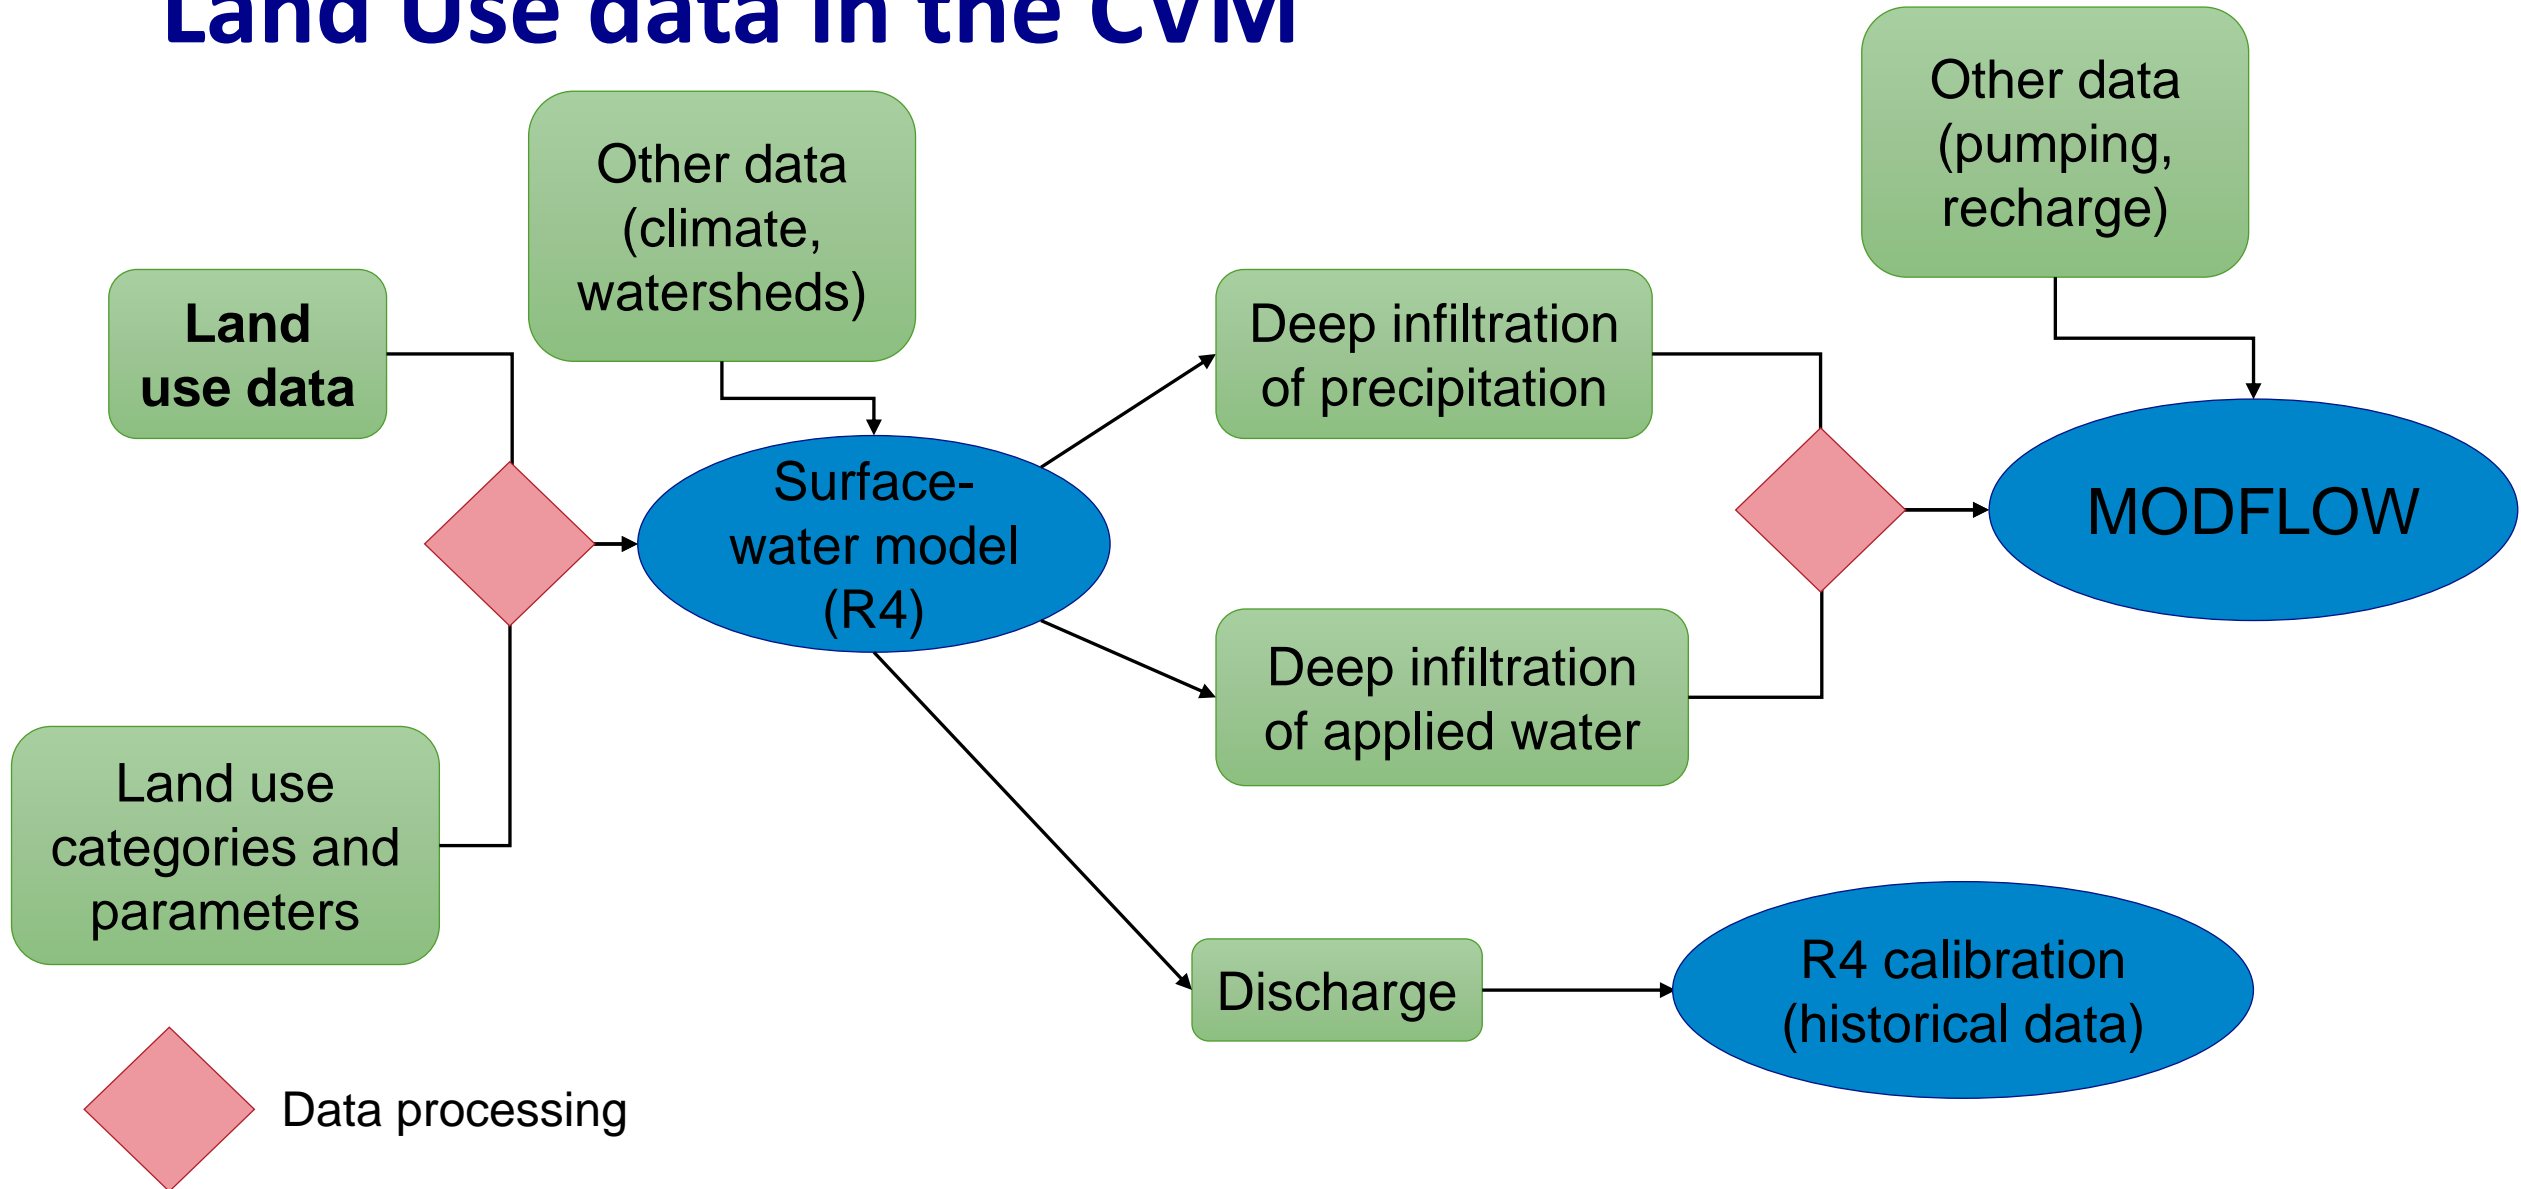 Land Use data in the CVM
Other data
(pumping,
recharge)
Other data
(climate,
watersheds)
Land
use data
Deep infiltration
of precipitation
Surface-
water model
(R4)
MODFLOW
Deep infiltration
of applied water
Land use
categories and
parameters
Discharge
R4 calibration
(historical data)
Data processing